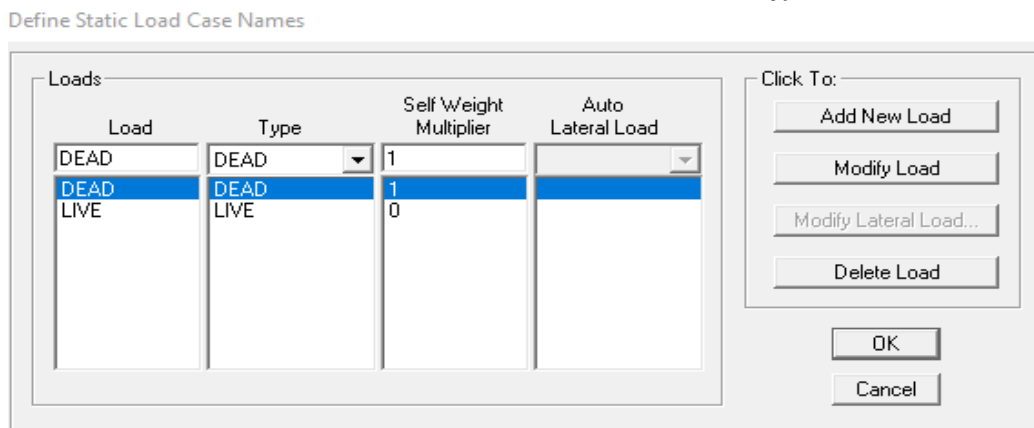 Define Static Load Case Names
Loads
Load Type Self Weight Multiplier Auto Lateral Load
DEAD DEAD 1
DEAD DEAD 1
LIVE LIVE 0
Click To:
Add New Load
Modify Load
Modify Lateral Load...
Delete Load
OK
Cancel